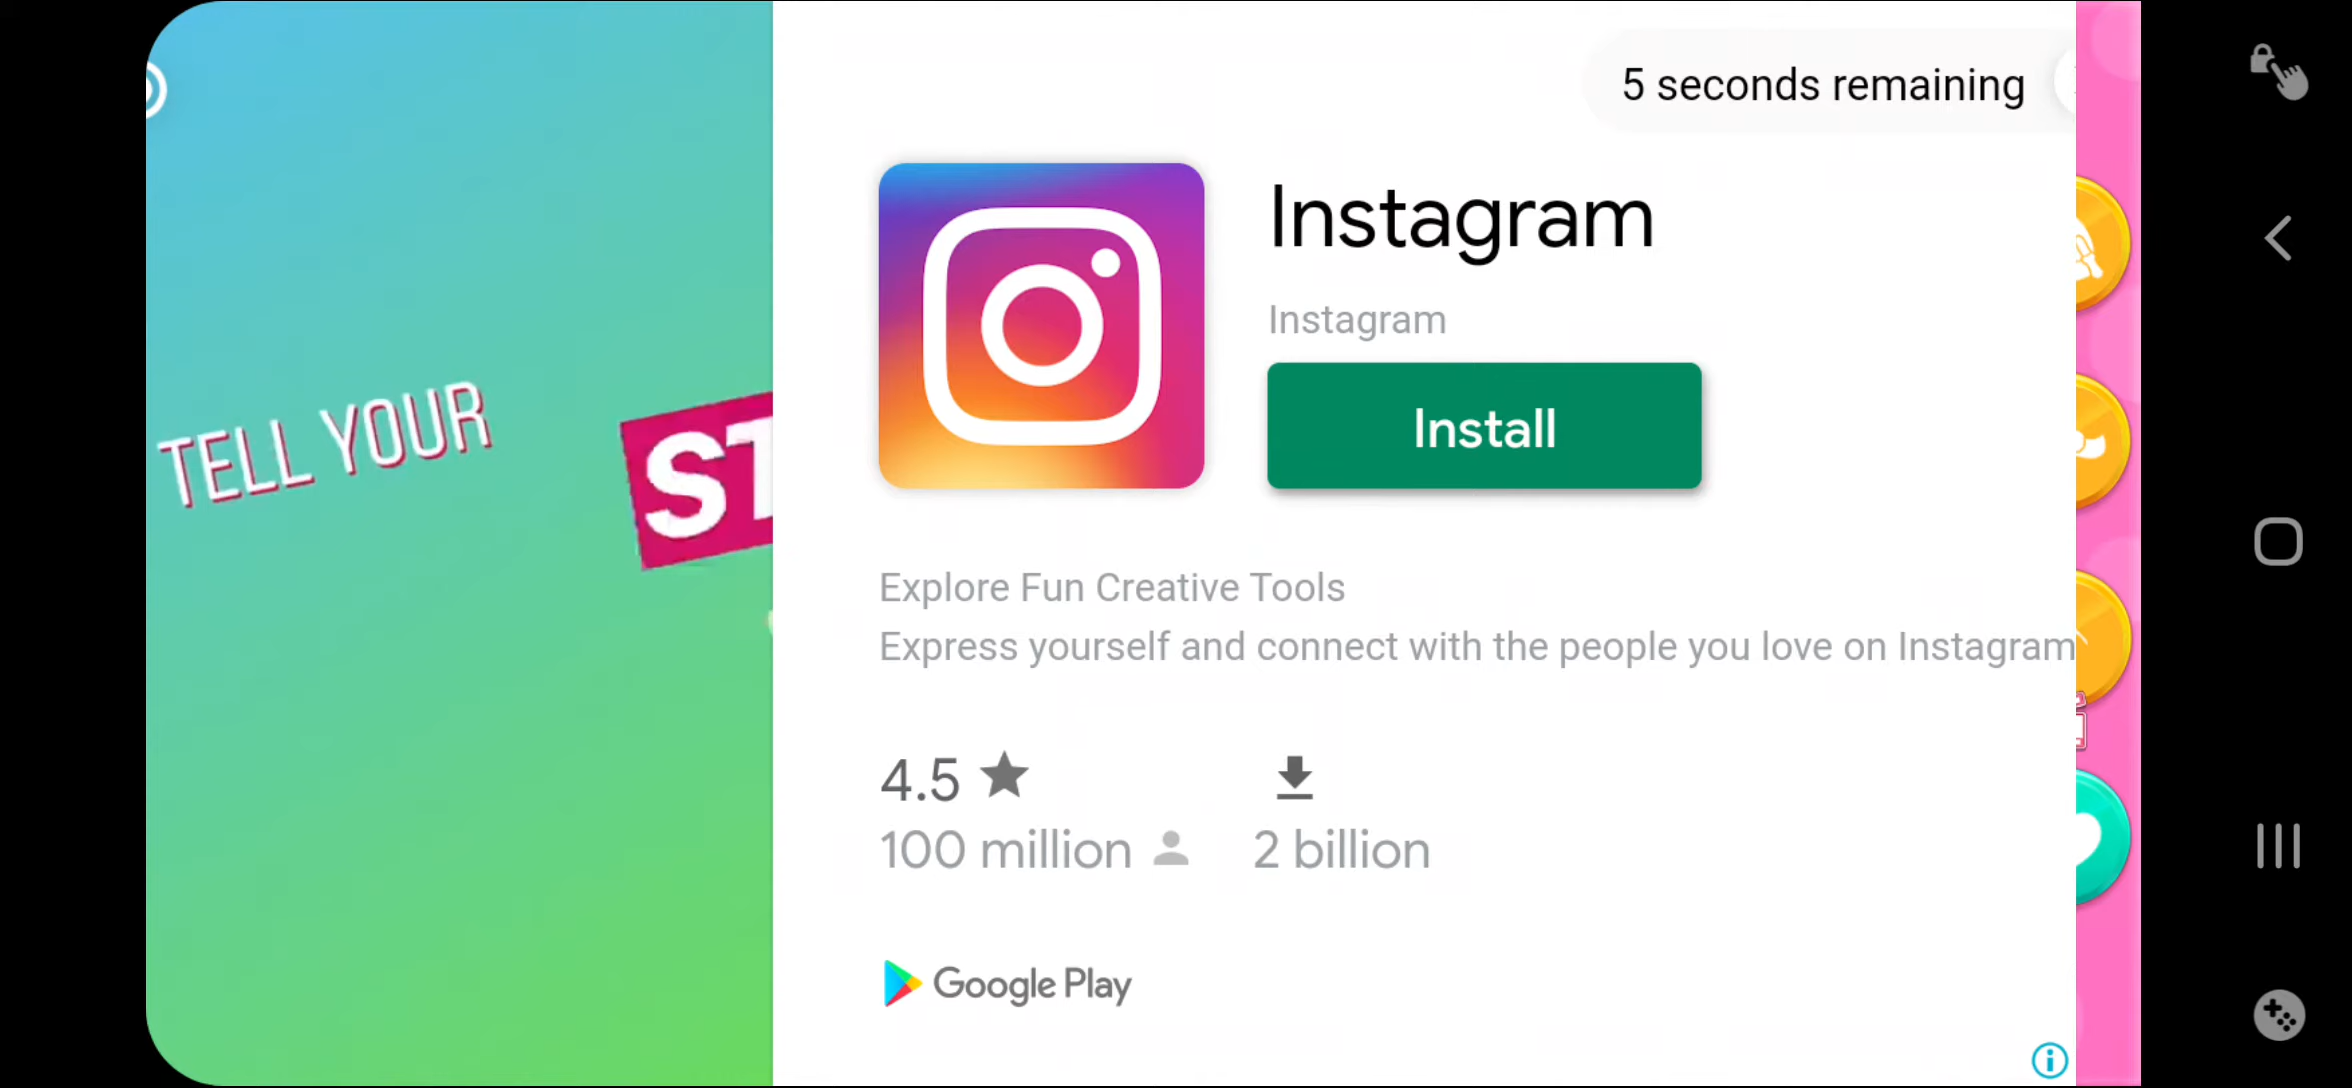 5 seconds remaining
TELL YOUR
ST
Instagram
Instagram
Install
Explore Fun Creative Tools
Express yourself and connect with the people you love on Instagram
4.5
100 million
2 billion
Google Play